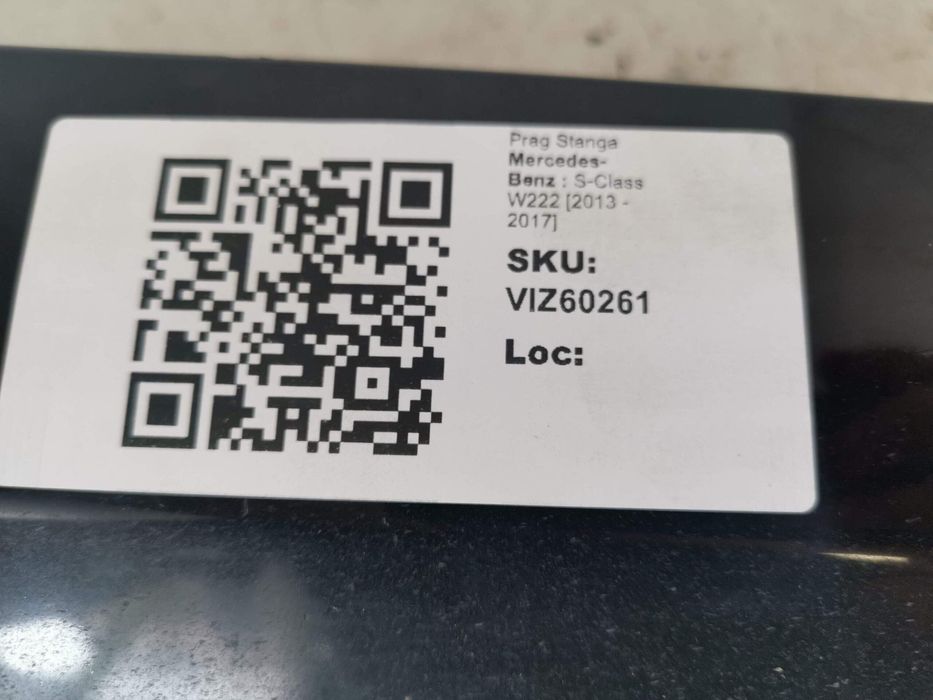 Prag Stanga
Mercedes-
Benz : S-Class
W222 [2013 -
2017]
SKU:
VIZ60261
Loc: